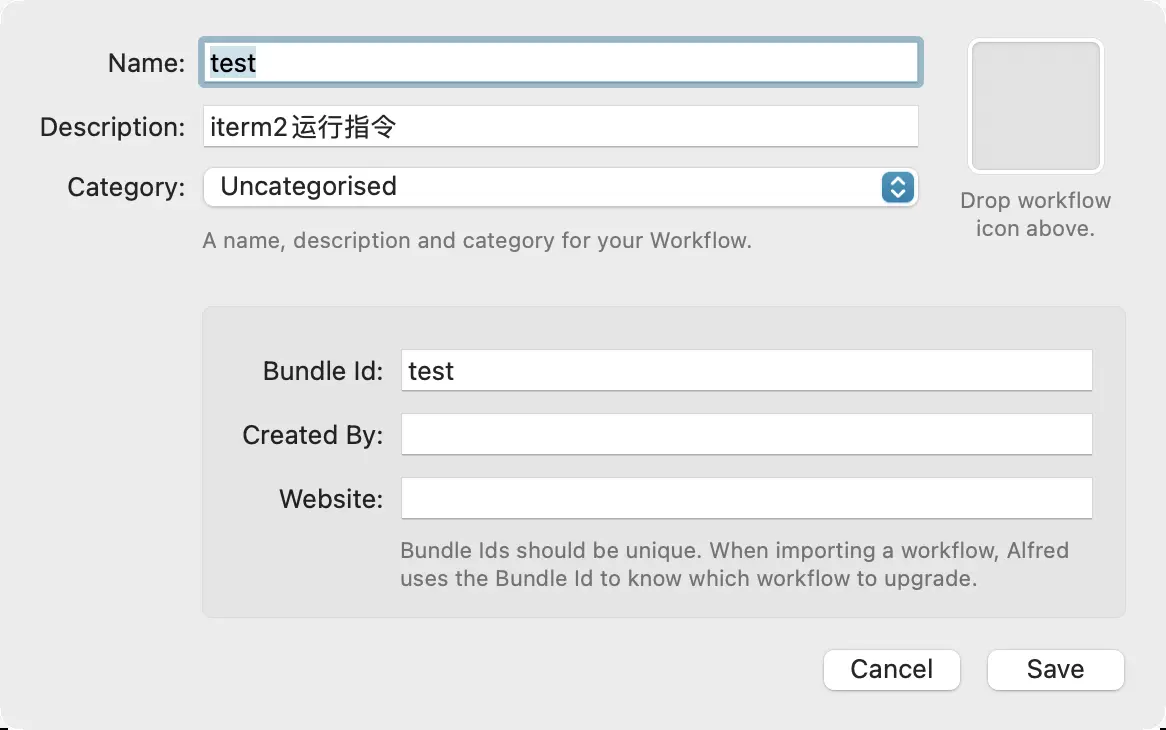 Name: test
Description: iterm2运行指令
Category: Uncategorised
A name, description and category for your Workflow.
Drop workflow
icon above.
Bundle Id: test
Created By:
Website:
Bundle Ids should be unique. When importing a workflow, Alfred
uses the Bundle Id to know which workflow to upgrade.
Cancel Save